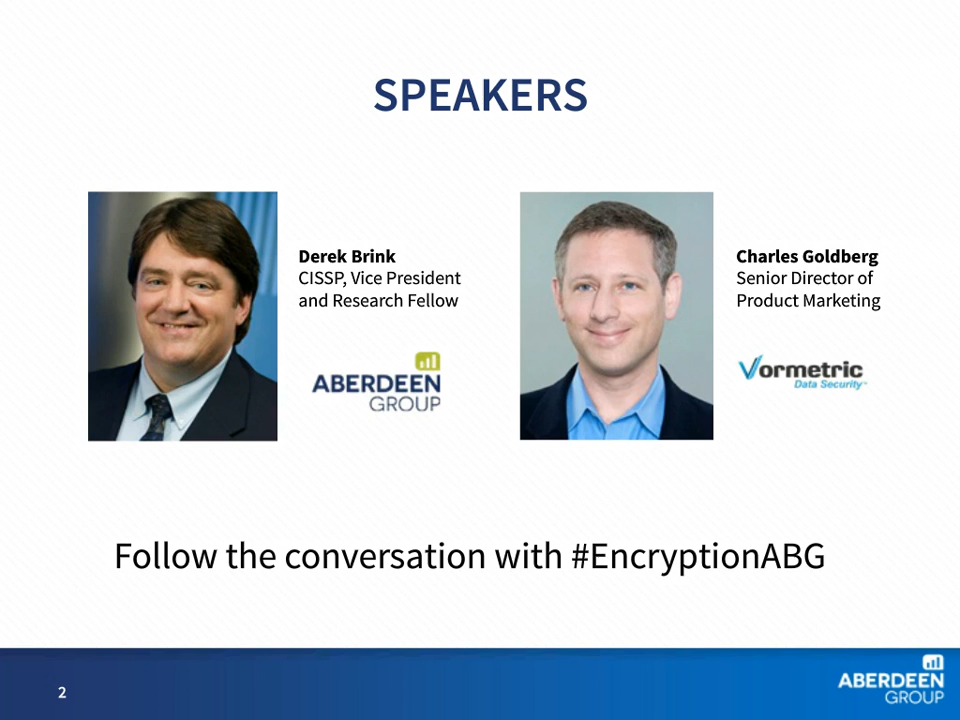 SPEAKERS
Derek Brink
CISSP, Vice President
and Research Fellow
ABERDEEN
GROUP
Charles Goldberg
Senior Director of
Product Marketing
Vormetric
Data Security™
Follow the conversation with #EncryptionABG
2
ABERDEEN
GROUP